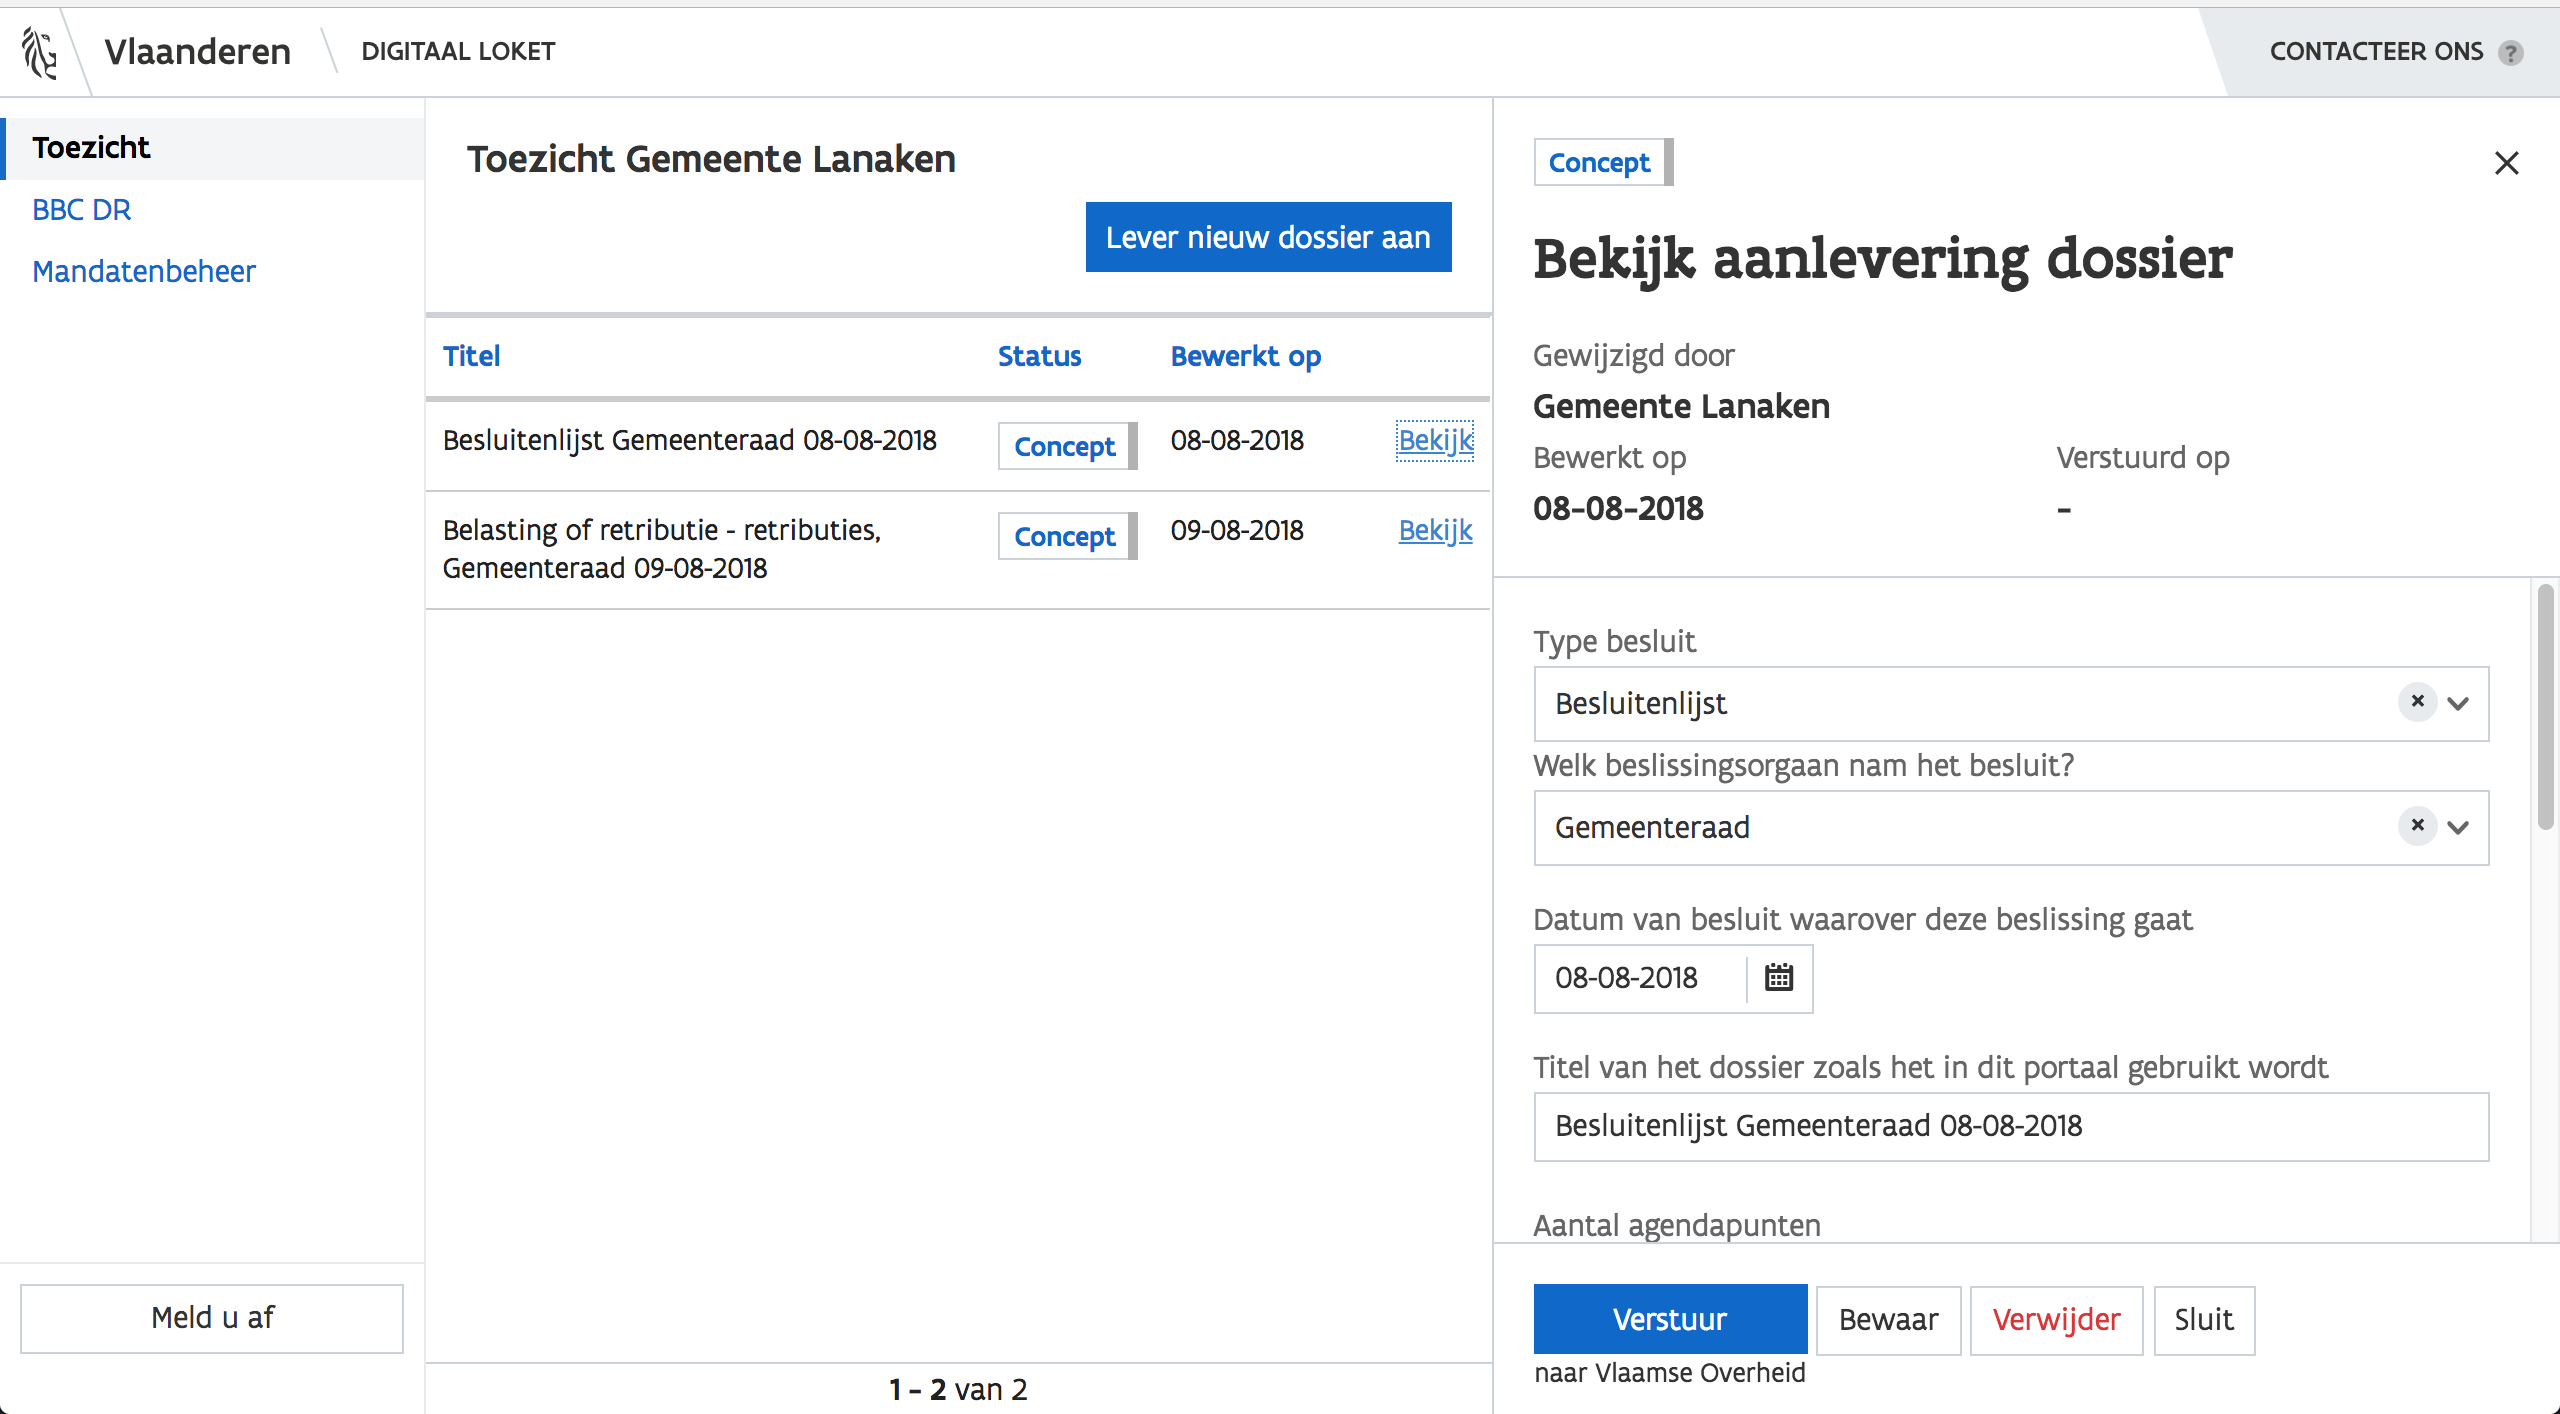 Vlaanderen
DIGITAAL LOKET
CONTACTEER ONS ?
Toezicht
BBC DR
Mandatenbeheer
Meld u af
Toezicht Gemeente Lanaken
Lever nieuw dossier aan
Titel Status Bewerkt op
Besluitenlijst Gemeenteraad 08-08-2018 Concept 08-08-2018 Bekijk
Belasting of retributie - retributies, Concept 09-08-2018 Bekijk
Gemeenteraad 09-08-2018
1 - 2 van 2
Concept
Bekijk aanlevering dossier
Gewijzigd door
Gemeente Lanaken
Bewerkt op Verstuurd op
08-08-2018 -
Type besluit
Besluitenlijst
Welk beslissingsorgaan nam het besluit?
Gemeenteraad
Datum van besluit waarover deze beslissing gaat
08-08-2018
Titel van het dossier zoals het in dit portaal gebruikt wordt
Besluitenlijst Gemeenteraad 08-08-2018
Aantal agendapunten
Verstuur Bewaar Verwijder Sluit
naar Vlaamse Overheid